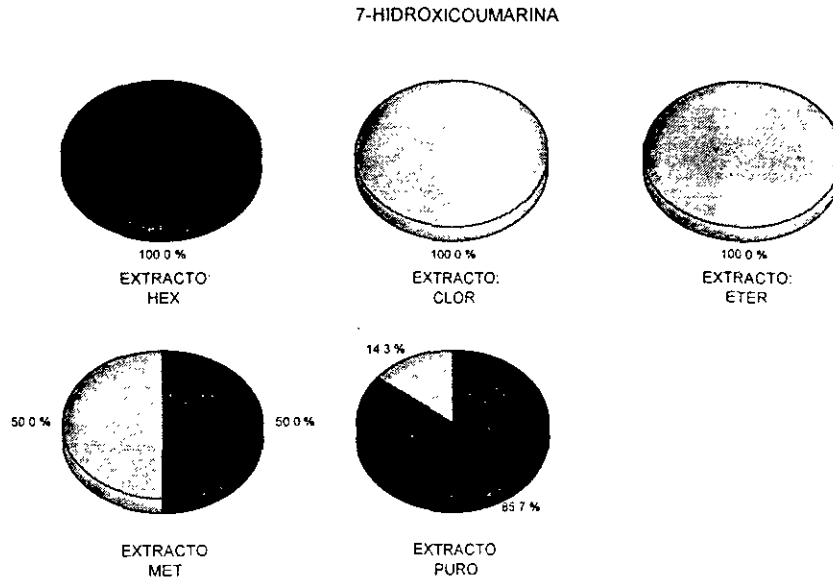 7-HIDROXICOUMARINA
100 0 %
EXTRACTO:
HEX
100 0 %
EXTRACTO:
CLOR
100 0 %
EXTRACTO:
ETER
50 0 %
50 0 %
EXTRACTO
MET
14 3 %
85.7 %
EXTRACTO
PURO